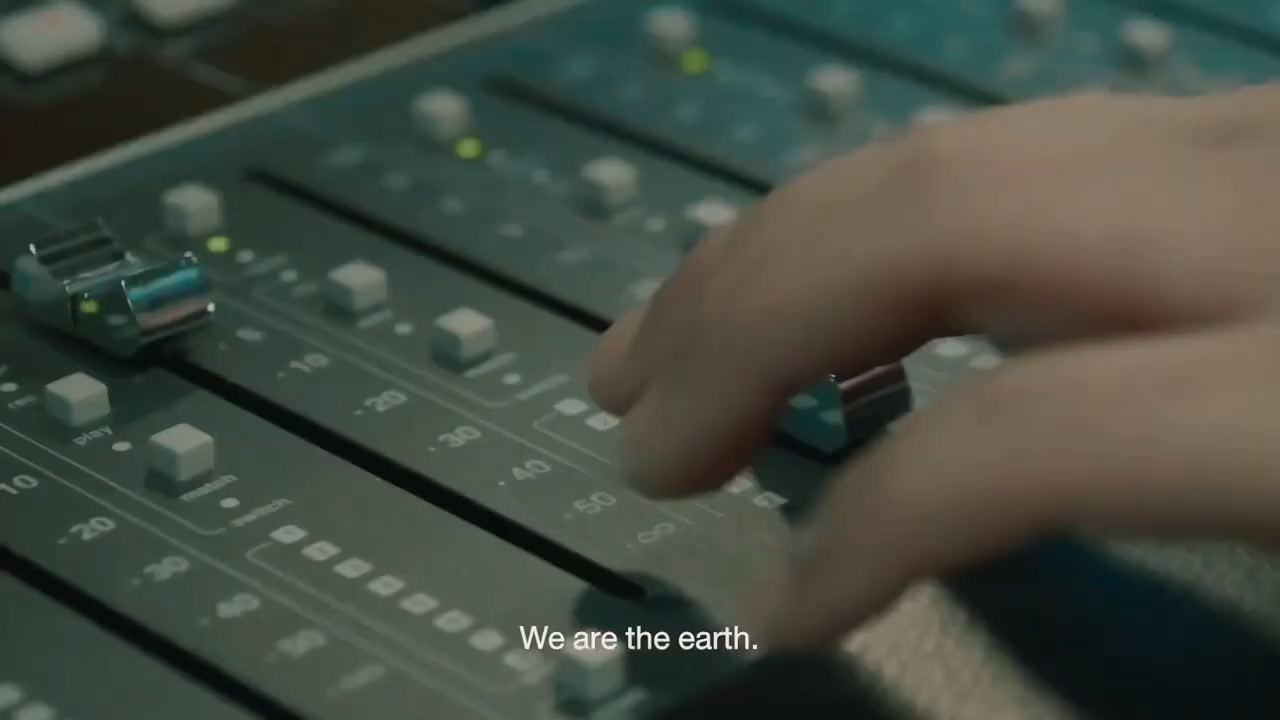 -10
-20
-30
-40
-50
-∞
play
match
switch
10
-20
-30
-40
We are the earth.